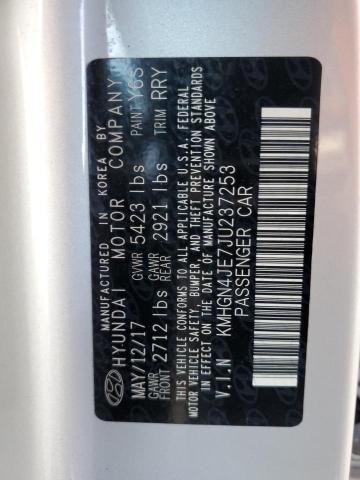 MANUFACTURED IN KOREA BY
HYUNDAI MOTOR COMPANY
MAY/12/17 GVWR 5423 lbs PAINT Y6S
GAWR FRONT 2712 lbs GAWR REAR 2921 lbs TRIM RRY
THIS VEHICLE CONFORMS TO ALL APPLICABLE U.S.A. FEDERAL
MOTOR VEHICLE SAFETY, BUMPER, AND THEFT PREVENTION STANDARDS
IN EFFECT ON THE DATE OF MANUFACTURE SHOWN ABOVE
V.I.N KMHGN4JE7JU237253
PASSENGER CAR